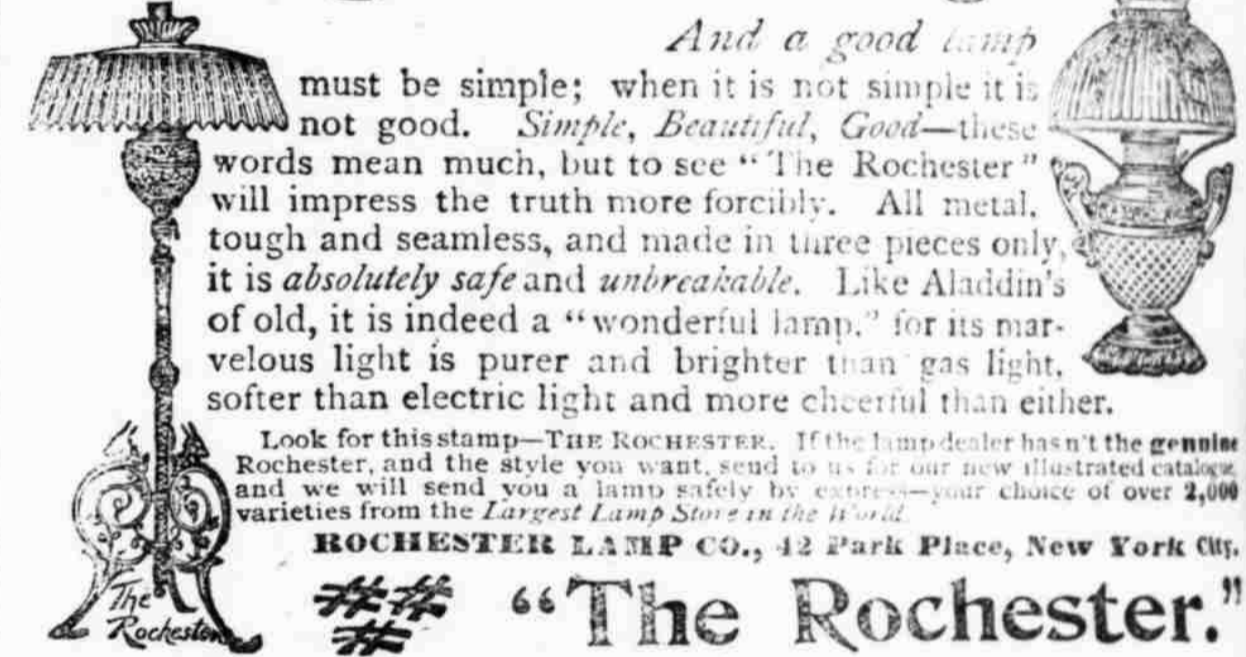 And a good lamp
must be simple; when it is not simple it is
not good. Simple, Beautiful, Good—these
words mean much, but to see "The Rochester"
will impress the truth more forcibly. All metal,
tough and seamless, and made in three pieces only,
it is absolutely safe and unbreakable. Like Aladdin's
of old, it is indeed a "wonderful lamp," for its mar-
velous light is purer and brighter than gas light,
softer than electric light and more cheerful than either.
Look for this stamp—THE ROCHESTER. If the lamp dealer hasn't the genuine
Rochester, and the style you want, send to us for our new illustrated catalogue,
and we will send you a lamp safely by express—your choice of over 2,000
varieties from the Largest Lamp Store in the World.
ROCHESTER LAMP CO., 42 Park Place, New York City.
The
Rochester
"The Rochester."